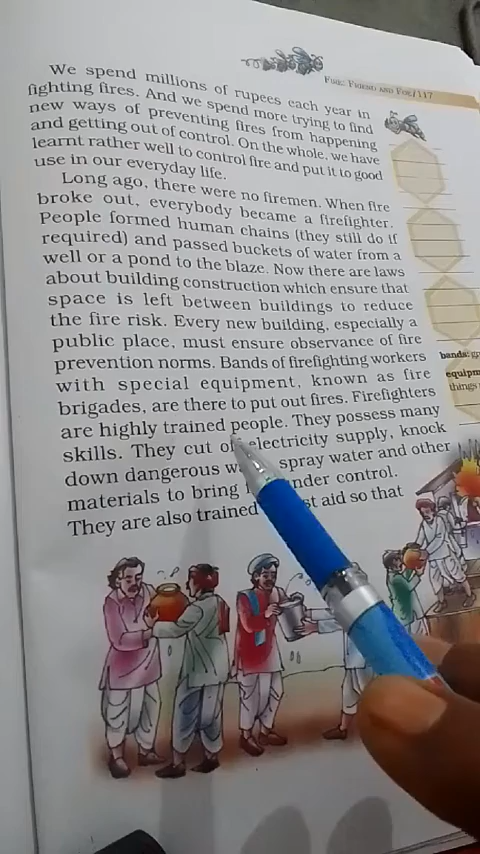 FIRE: FRIEND AND FOE/117
We spend millions of rupees each year in
fighting fires. And we spend more trying to find
new ways of preventing fires from happening
and getting out of control. On the whole, we have
learnt rather well to control fire and put it to good
use in our everyday life.
Long ago, there were no firemen. When fire
broke out, everybody became a firefighter.
People formed human chains (they still do if
required) and passed buckets of water from a
well or a pond to the blaze. Now there are laws
about building construction which ensure that
space is left between buildings to reduce
the fire risk. Every new building, especially a
public place, must ensure observance of fire
prevention norms. Bands of firefighting workers
with special equipment, known as fire
brigades, are there to put out fires. Firefighters
are highly trained people. They possess many
skills. They cut electricity supply, knock
down dangerous spray water and other
materials to bring under control.
They are also trained aid so that
bands:
things